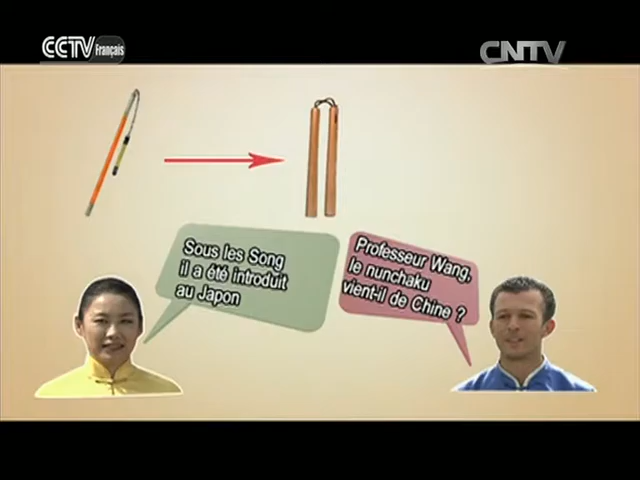 CCTV Français
CNTV
Sous les Song
il a été introduit
au Japon
Professeur Wang,
le nunchaku
vient-il de Chine ?